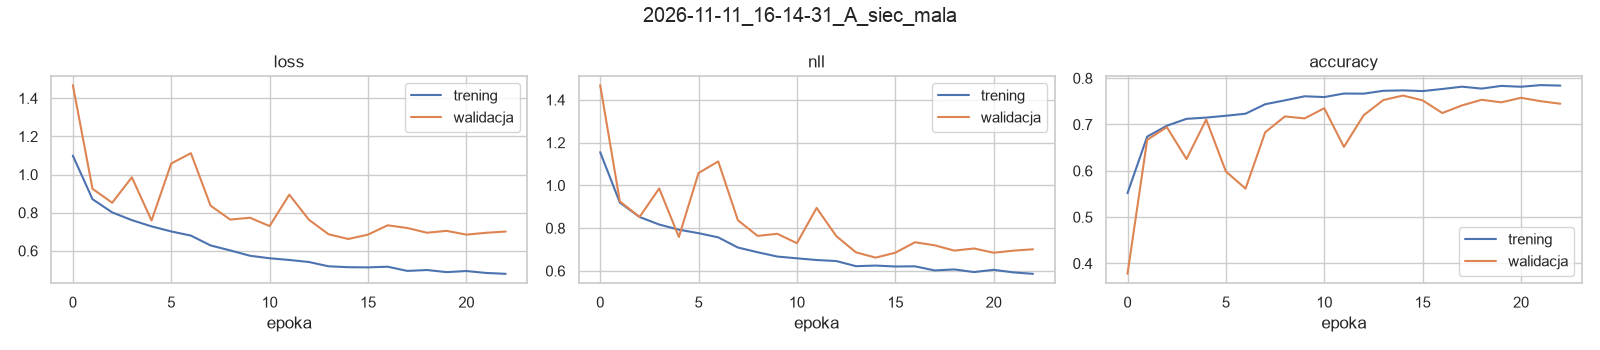 2026-11-11_16-14-31_A_siec_mala
loss
1.4
1.2
1.0
0.8
0.6
0 5 10 15 20
epoka
trening
walidacja
nll
1.4
1.2
1.0
0.8
0.6
0 5 10 15 20
epoka
trening
walidacja
accuracy
0.8
0.7
0.6
0.5
0.4
0 5 10 15 20
epoka
trening
walidacja